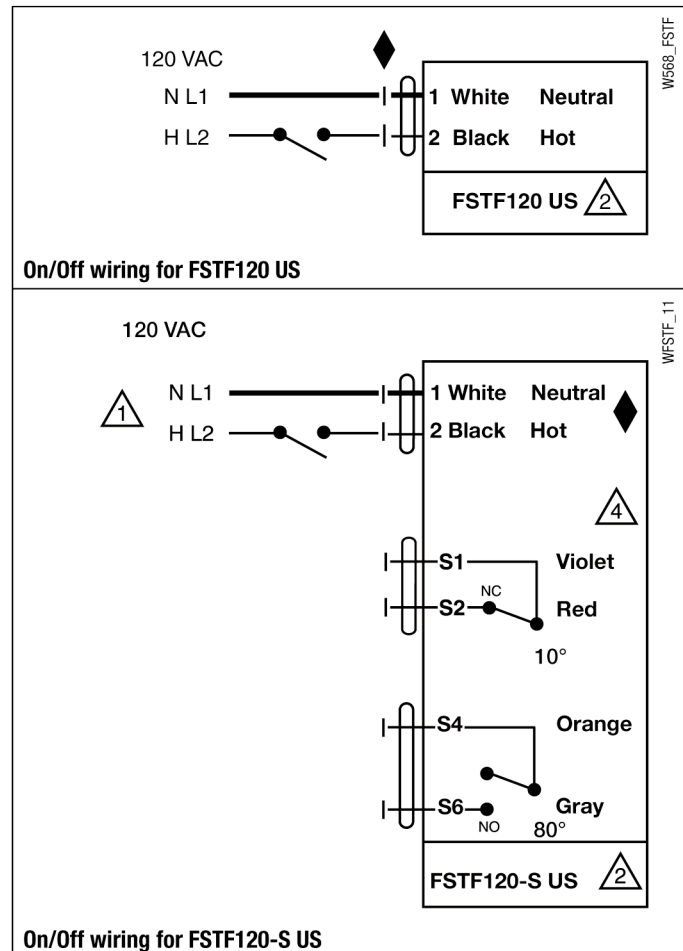 W568_FSTF
120 VAC
N L1 1 White Neutral
H L2 2 Black Hot
FSTF120 US 2
On/Off wiring for FSTF120 US
WFSTF_11
120 VAC
1
N L1 1 White Neutral
H L2 2 Black Hot
4
S1 Violet
NC
S2 Red
10°
S4 Orange
S6 Gray
NO 80°
FSTF120-S US 2
On/Off wiring for FSTF120-S US